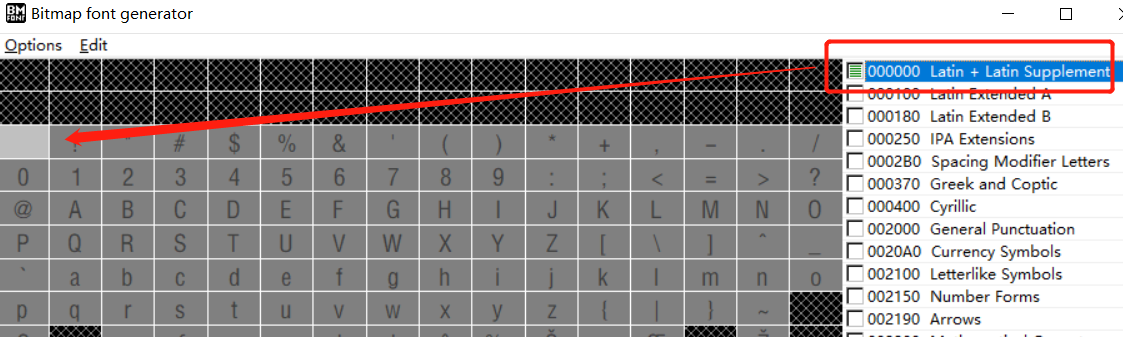 BM FONT Bitmap font generator
Options Edit
000000 Latin + Latin Supplement
000100 Latin Extended A
000180 Latin Extended B
000250 IPA Extensions
0002B0 Spacing Modifier Letters
000370 Greek and Coptic
000400 Cyrillic
002000 General Punctuation
0020A0 Currency Symbols
002100 Letterlike Symbols
002150 Number Forms
002190 Arrows
! " # $ % & ' ( ) * + , - . /
0 1 2 3 4 5 6 7 8 9 : ; < = > ?
@ A B C D E F G H I J K L M N O
P Q R S T U V W X Y Z [ \ ] ^ _
` a b c d e f g h i j k l m n o
p q r s t u v w x y z { | } ~